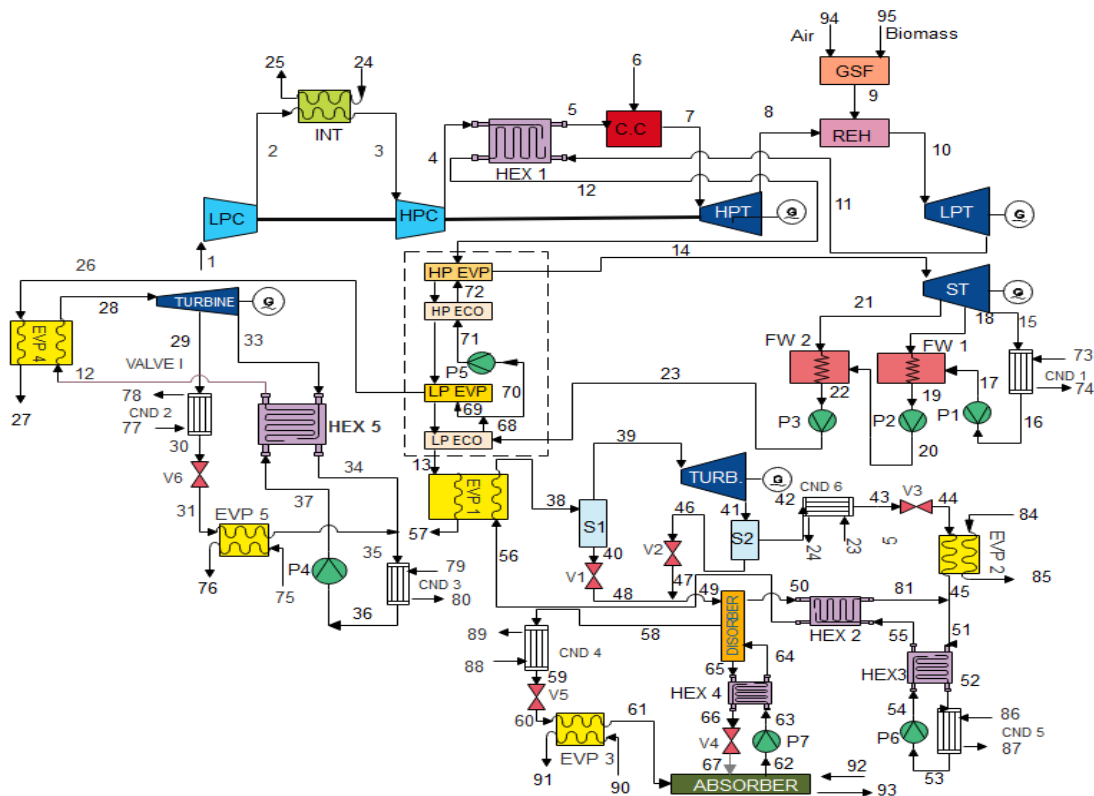 94
95
Air
Biomass
GSF
9
25
24
6
INT
5
C.C
7
8
REH
10
2
3
4
HEX 1
12
11
LPC
HPC
HPT
G
LPT
G
1
26
14
HP EVP
72
HP ECO
71
P5
LP EVP
70
69
68
LP ECO
13
28
TURBINE
G
EVP 4
29
33
VALVE I
12
27
78
CND 2
77
30
V6
31
HEX 5
34
37
EVP 5
76
75
P4
35
79
CND 3
80
36
ST
G
21
18
15
FW 2
FW 1
73
CND 1
74
23
22
19
17
P3
P2
P1
16
20
39
TURB.
G
EVP 1
38
57
56
S1
40
V1
46
V2
47
48
41
S2
CND 6
42
43
V3
44
24
23
5
84
EVP 2
85
45
49
50
81
DISORBER
HEX 2
55
51
58
89
CND 4
88
59
V5
60
61
EVP 3
91
90
65
64
HEX 4
66
63
V4
P7
67
62
ABSORBER
92
93
HEX3
52
54
P6
86
CND 5
87
53